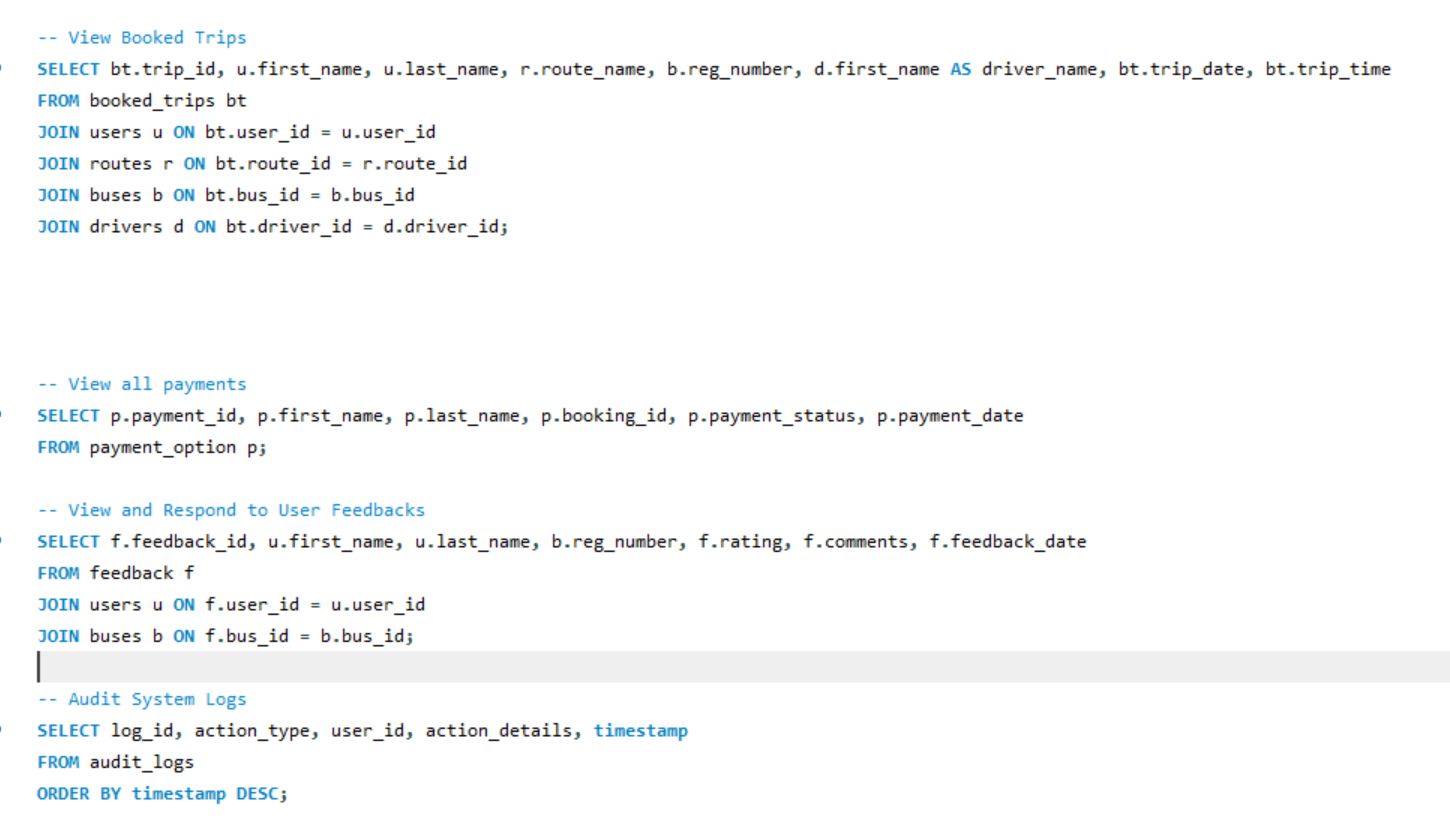 -- View Booked Trips
SELECT bt.trip_id, u.first_name, u.last_name, r.route_name, b.reg_number, d.first_name AS driver_name, bt.trip_date, bt.trip_time
FROM booked_trips bt
JOIN users u ON bt.user_id = u.user_id
JOIN routes r ON bt.route_id = r.route_id
JOIN buses b ON bt.bus_id = b.bus_id
JOIN drivers d ON bt.driver_id = d.driver_id;
-- View all payments
SELECT p.payment_id, p.first_name, p.last_name, p.booking_id, p.payment_status, p.payment_date
FROM payment_option p;
-- View and Respond to User Feedbacks
SELECT f.feedback_id, u.first_name, u.last_name, b.reg_number, f.rating, f.comments, f.feedback_date
FROM feedback f
JOIN users u ON f.user_id = u.user_id
JOIN buses b ON f.bus_id = b.bus_id;
-- Audit System Logs
SELECT log_id, action_type, user_id, action_details, timestamp
FROM audit_logs
ORDER BY timestamp DESC;